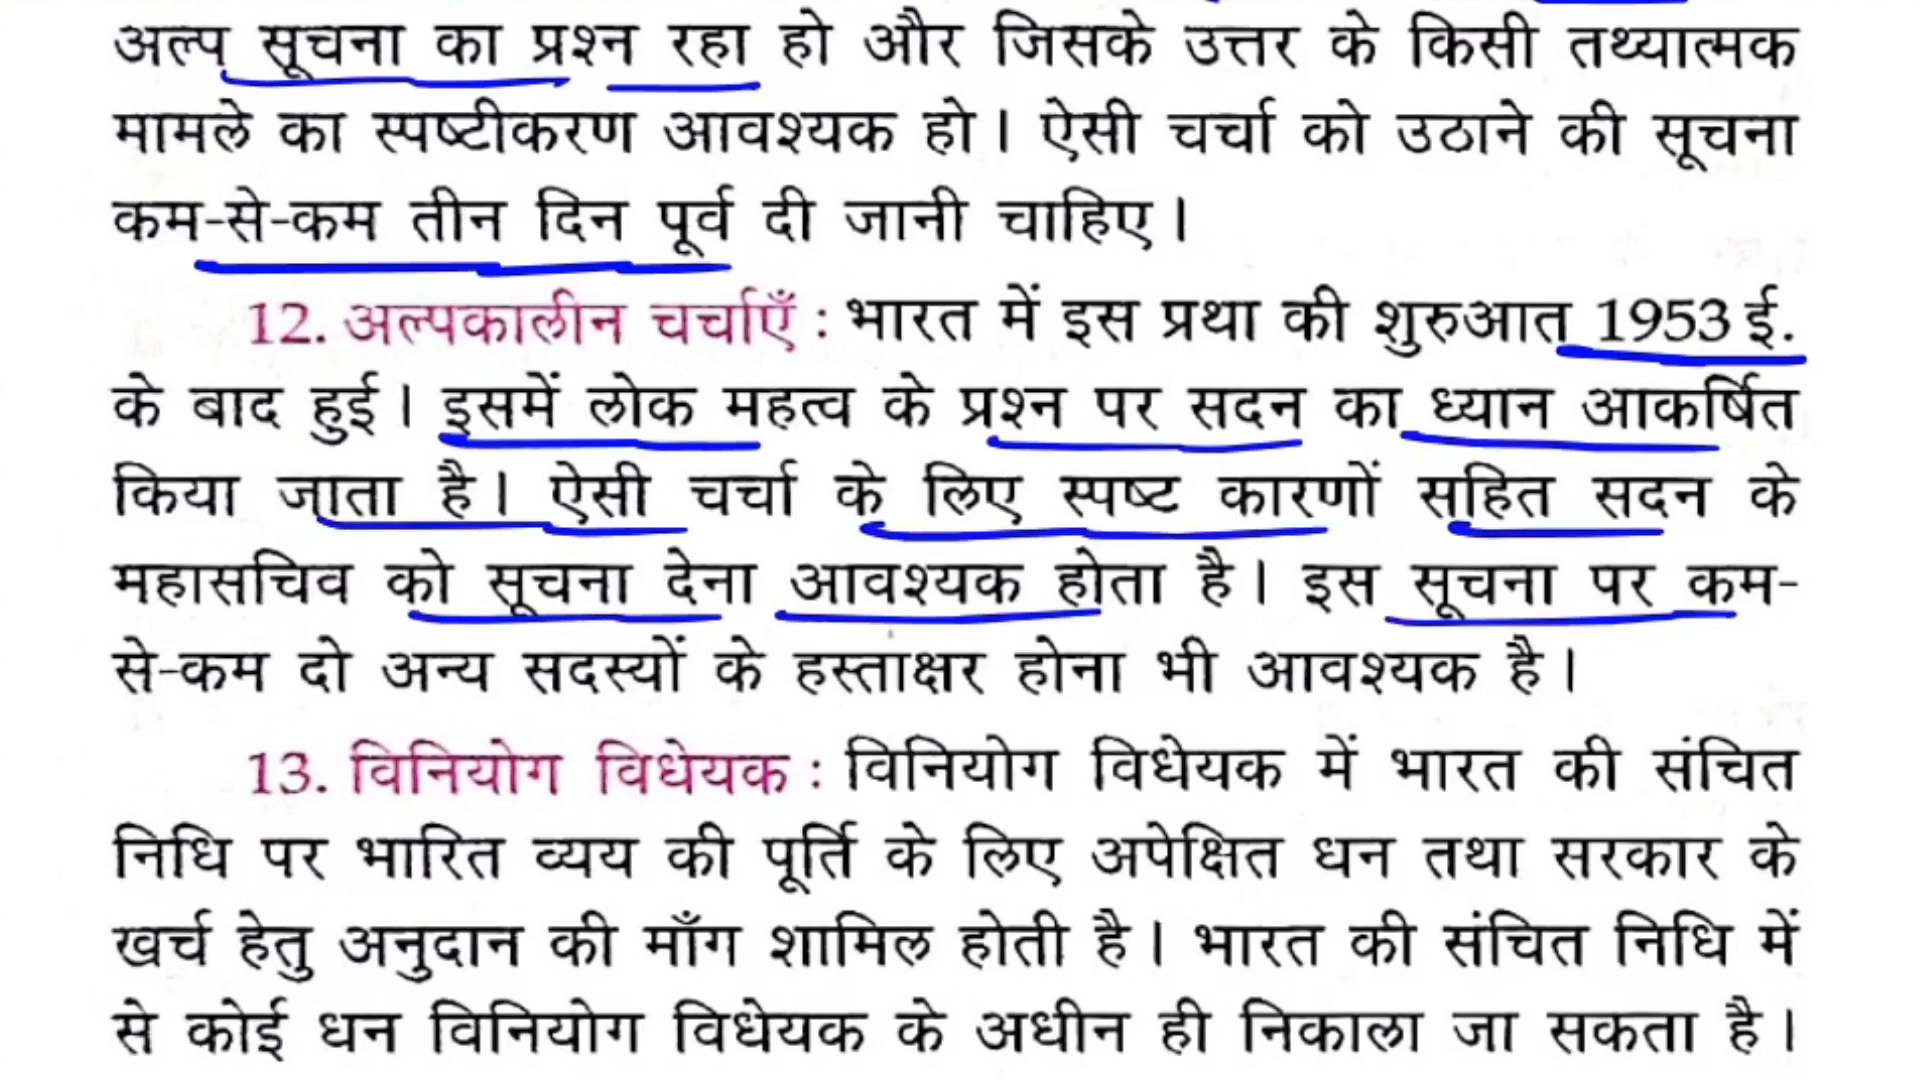 अल्प सूचना का प्रश्न रहा हो और जिसके उत्तर के किसी तथ्यात्मक
मामले का स्पष्टीकरण आवश्यक हो। ऐसी चर्चा को उठाने की सूचना
कम-से-कम तीन दिन पूर्व दी जानी चाहिए।
12. अल्पकालीन चर्चाएँ : भारत में इस प्रथा की शुरुआत 1953 ई.
के बाद हुई। इसमें लोक महत्व के प्रश्न पर सदन का ध्यान आकर्षित
किया जाता है। ऐसी चर्चा के लिए स्पष्ट कारणों सहित सदन के
महासचिव को सूचना देना आवश्यक होता है। इस सूचना पर कम-
से-कम दो अन्य सदस्यों के हस्ताक्षर होना भी आवश्यक है।
13. विनियोग विधेयक : विनियोग विधेयक में भारत की संचित
निधि पर भारित व्यय की पूर्ति के लिए अपेक्षित धन तथा सरकार के
खर्च हेतु अनुदान की माँग शामिल होती है। भारत की संचित निधि में
से कोई धन विनियोग विधेयक के अधीन ही निकाला जा सकता है।